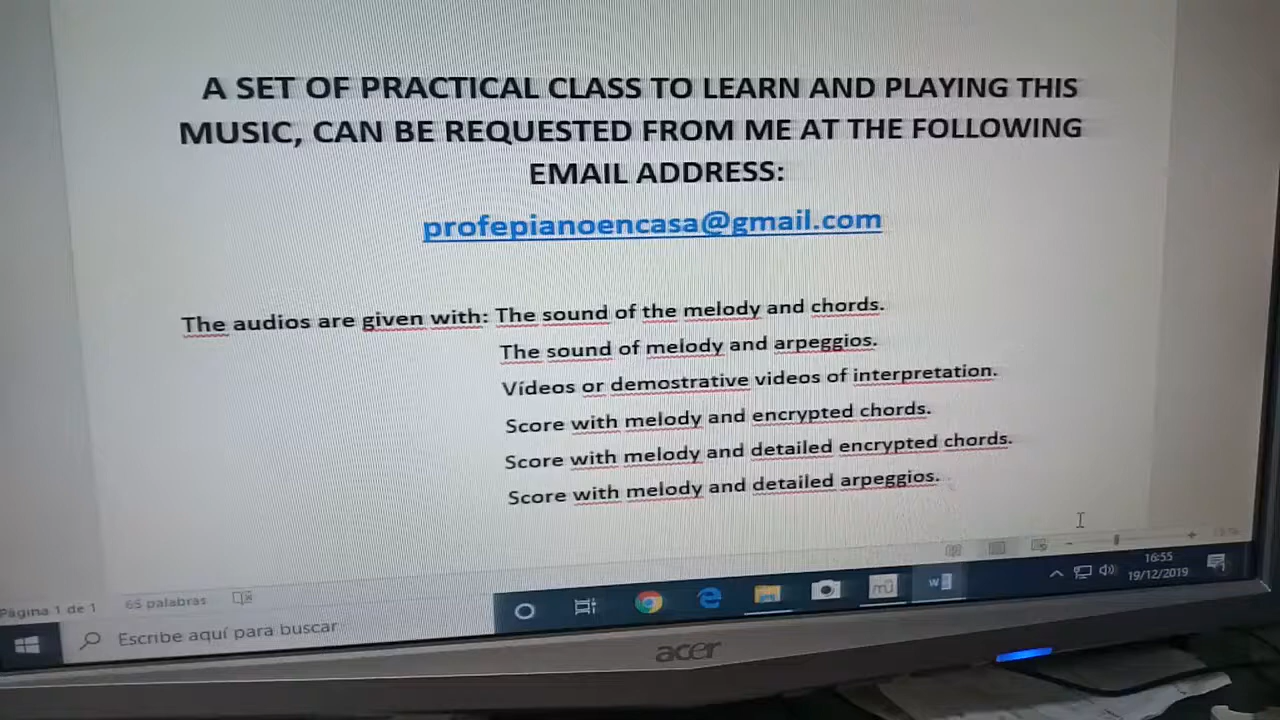 A SET OF PRACTICAL CLASS TO LEARN AND PLAYING THIS
MUSIC, CAN BE REQUESTED FROM ME AT THE FOLLOWING
EMAIL ADDRESS:
profepianoencasa@gmail.com
The audios are given with: The sound of the melody and chords.
The sound of melody and arpeggios.
Vídeos or demostrative videos of interpretation.
Score with melody and encrypted chords.
Score with melody and detailed encrypted chords.
Score with melody and detailed arpeggios.
Página 1 de 1 65 palabras
Escribe aquí para buscar
16:55
19/12/2019
acer